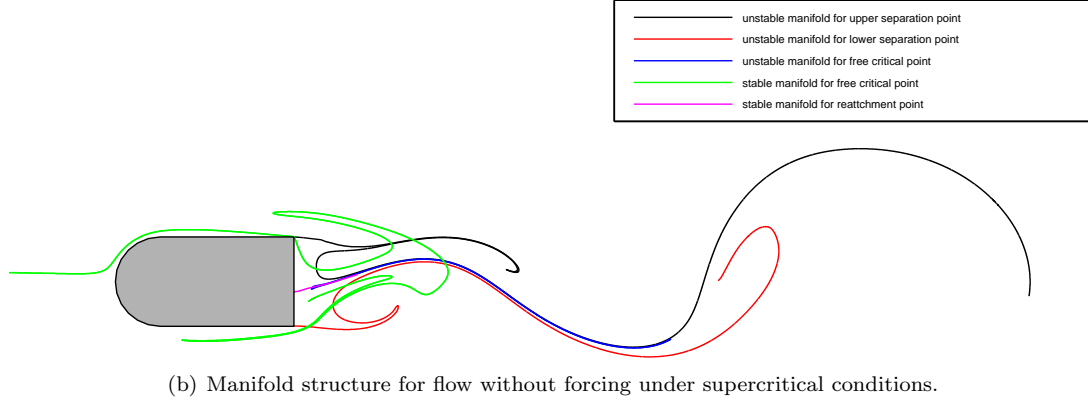 unstable manifold for upper separation point
unstable manifold for lower separation point
unstable manifold for free critical point
stable manifold for free critical point
stable manifold for reattchment point
(b) Manifold structure for flow without forcing under supercritical conditions.